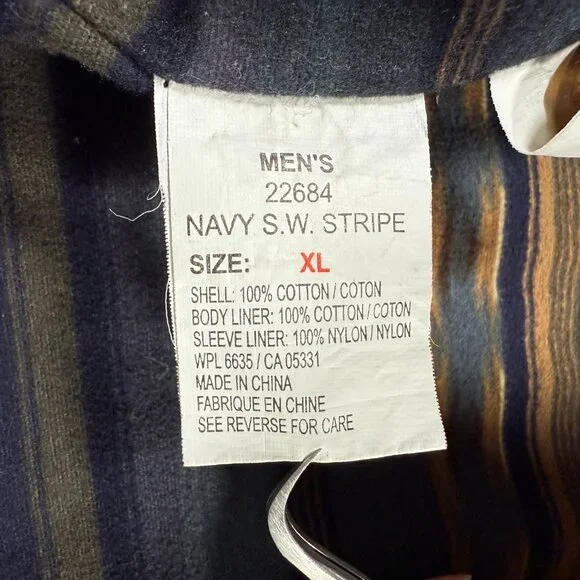 MEN'S
22684
NAVY S.W. STRIPE
SIZE: XL
SHELL: 100% COTTON / COTON
BODY LINER: 100% COTTON / COTON
SLEEVE LINER: 100% NYLON / NYLON
WPL 6635 / CA 05331
MADE IN CHINA
FABRIQUE EN CHINE
SEE REVERSE FOR CARE